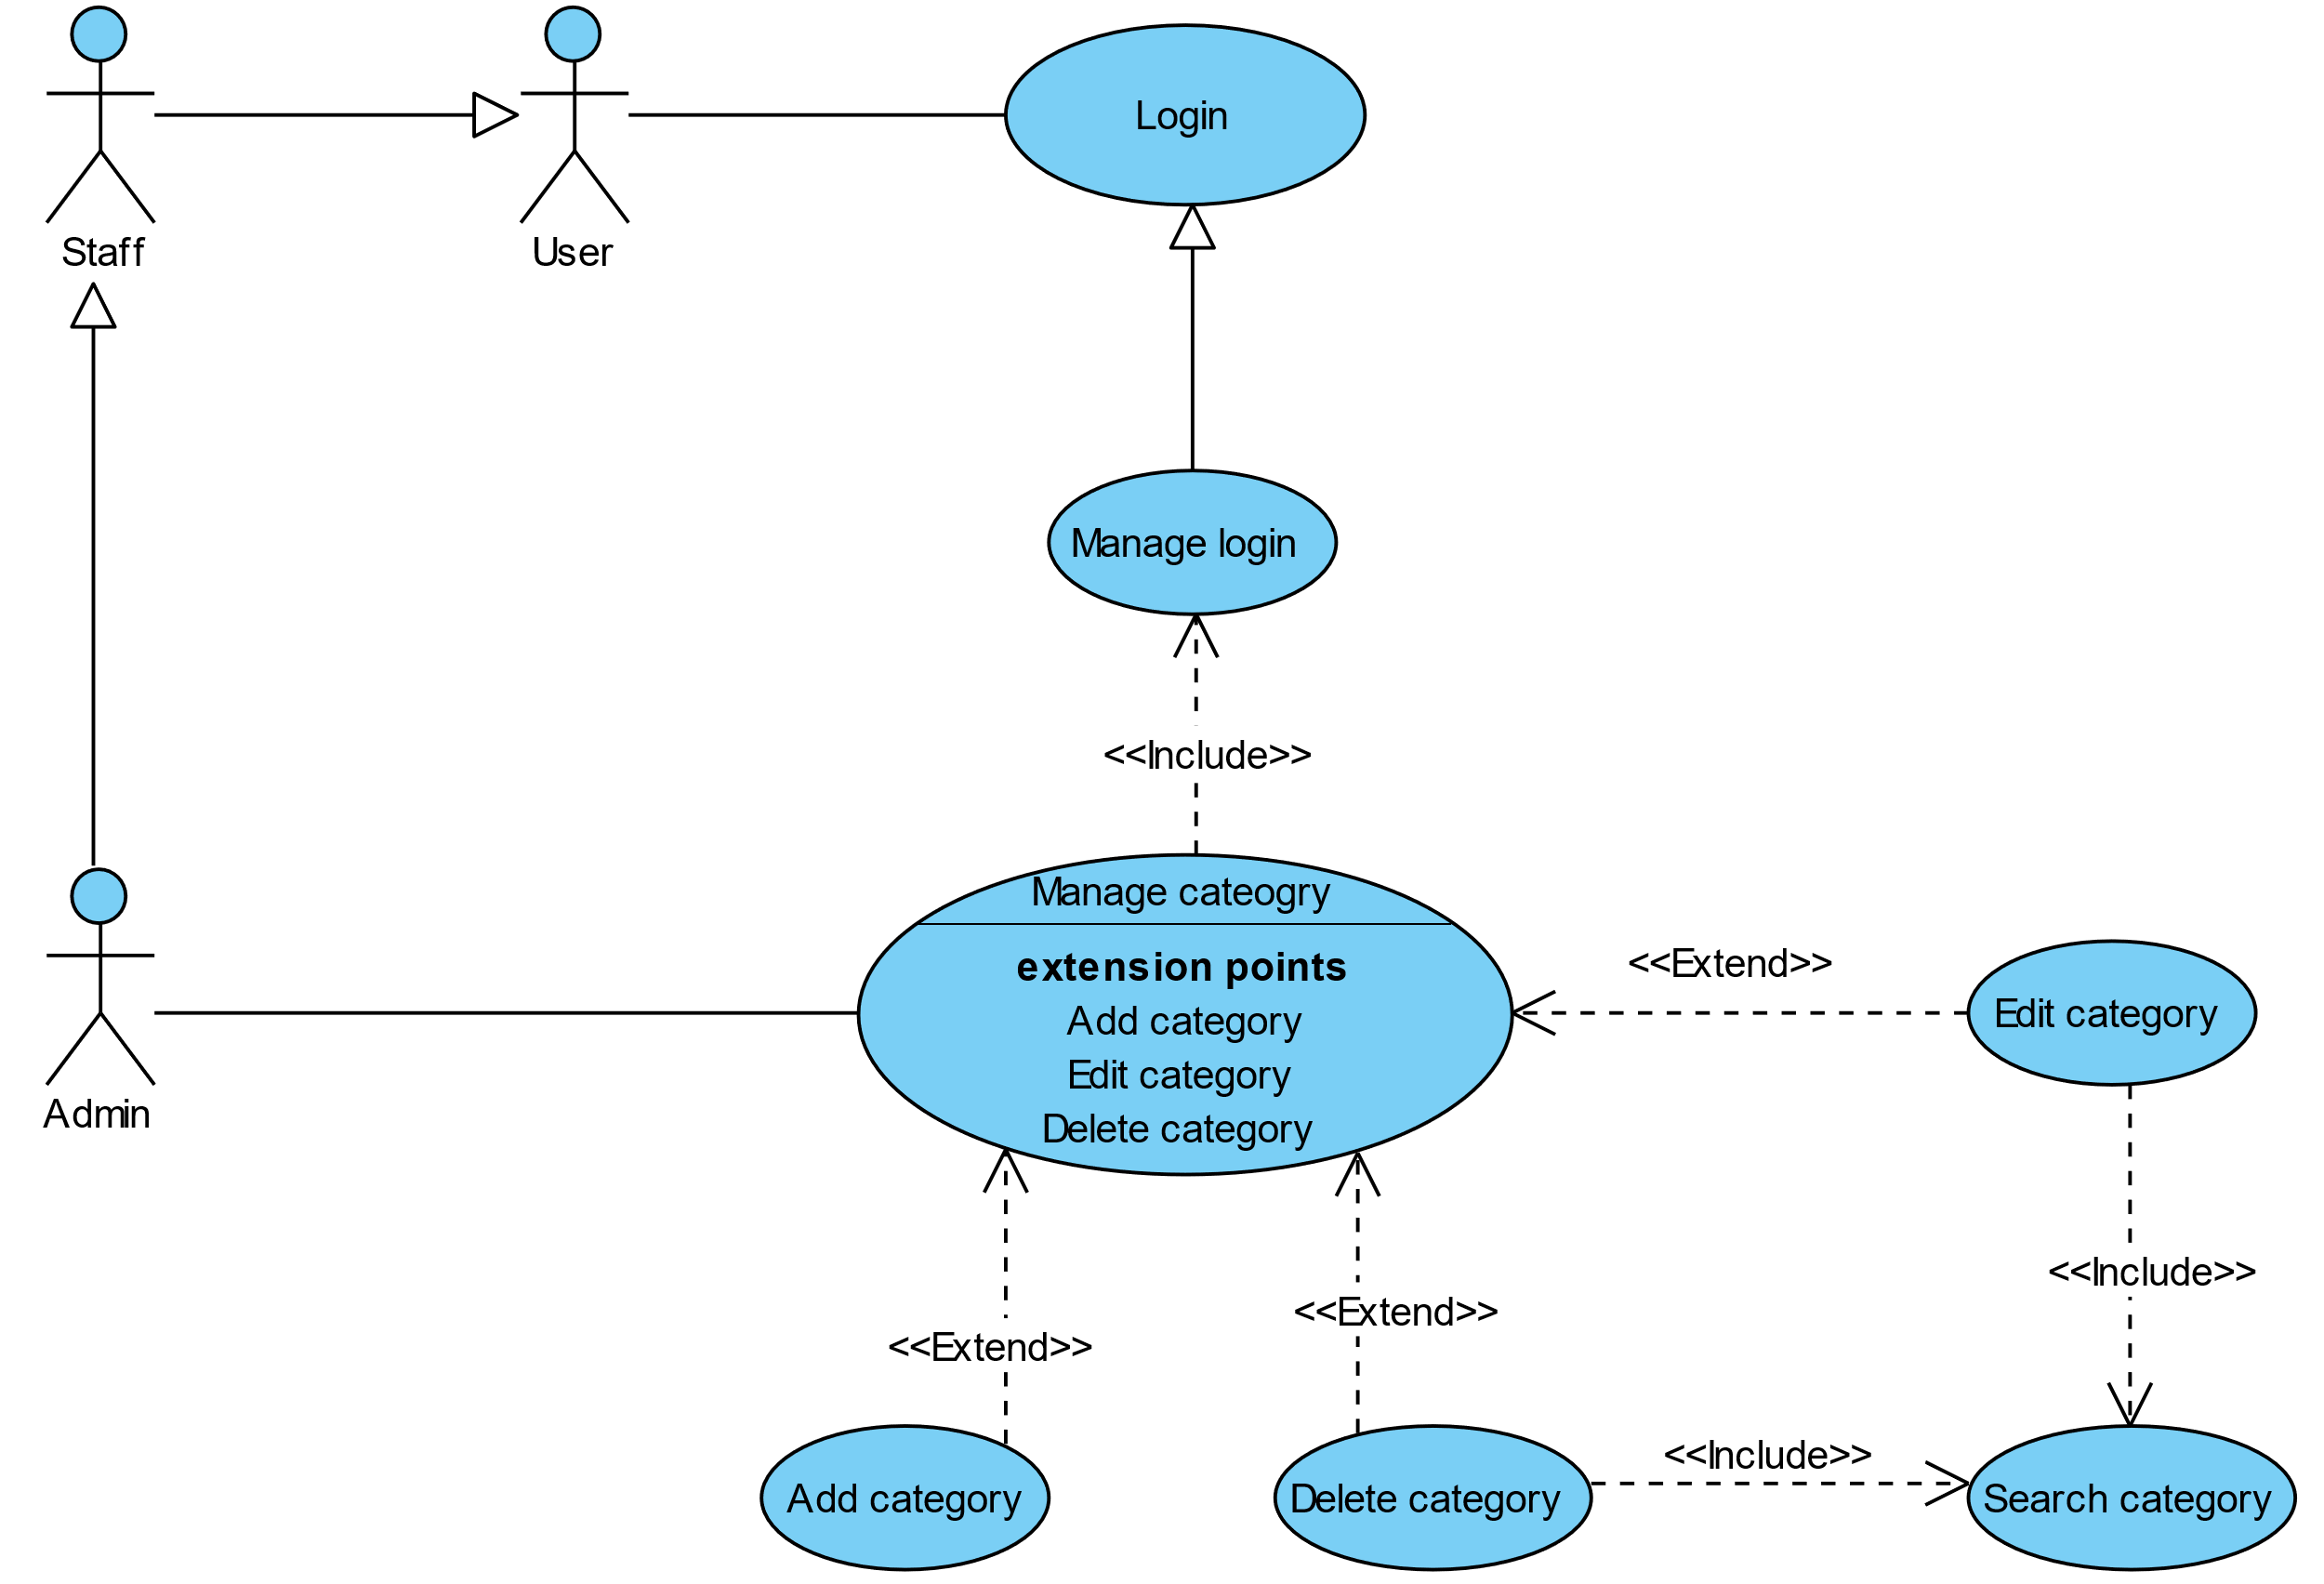 Login
Staff
User
Manage login
<<Include>>
Manage cateogry
extension points
Add category
Edit category
Delete category
Admin
<<Extend>>
Edit category
<<Include>>
<<Extend>>
<<Extend>>
<<Include>>
Add category
Delete category
Search category